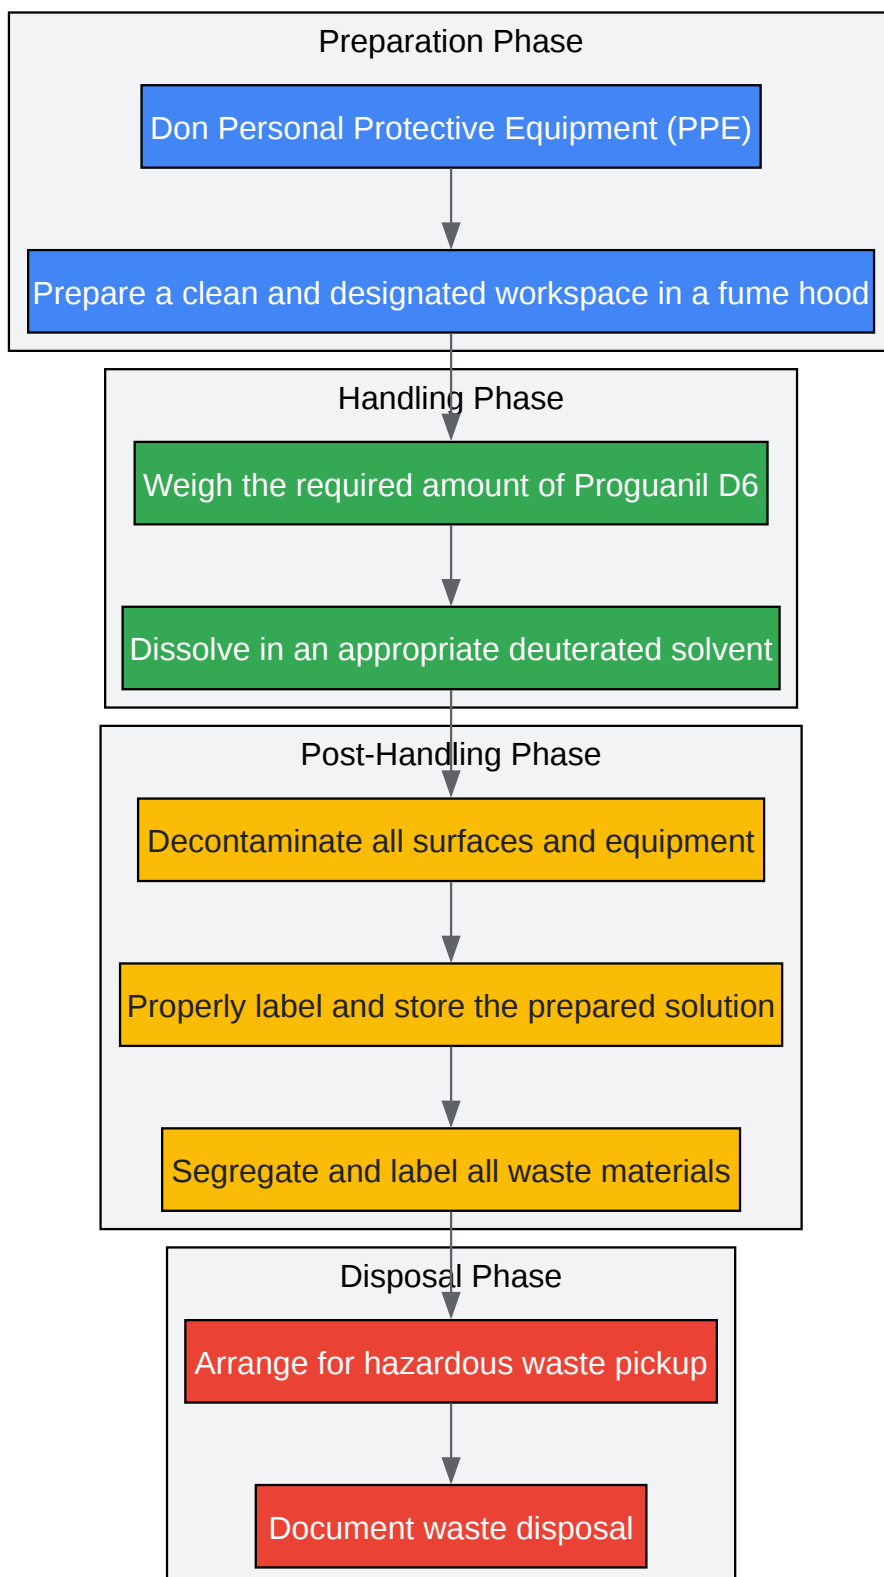 Preparation Phase
Don Personal Protective Equipment (PPE)
Prepare a clean and designated workspace in a fume hood
Handling Phase
Weigh the required amount of Proguanil D6
Dissolve in an appropriate deuterated solvent
Post-Handling Phase
Decontaminate all surfaces and equipment
Properly label and store the prepared solution
Segregate and label all waste materials
Disposal Phase
Arrange for hazardous waste pickup
Document waste disposal